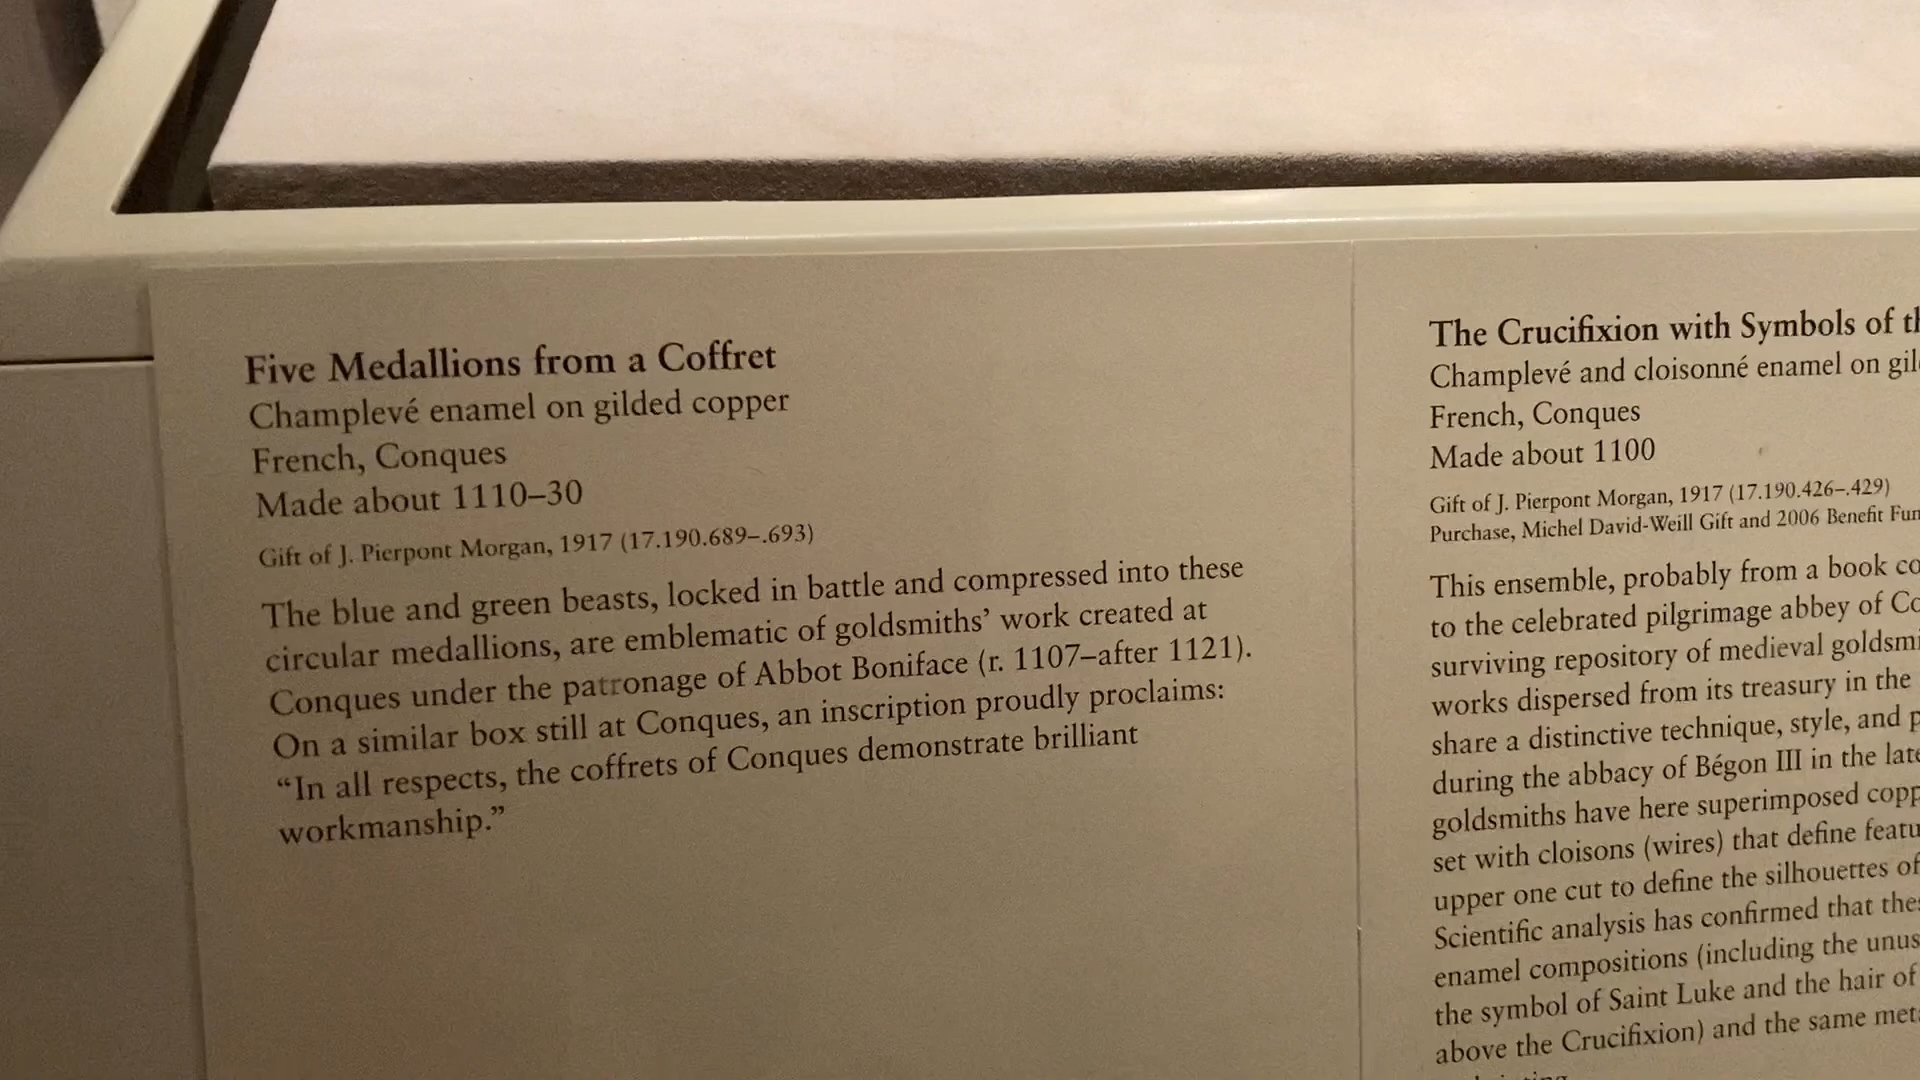 Five Medallions from a Coffret
Champlevé enamel on gilded copper
French, Conques
Made about 1110–30
Gift of J. Pierpont Morgan, 1917 (17.190.689–.693)
The blue and green beasts, locked in battle and compressed into these
circular medallions, are emblematic of goldsmiths’ work created at
Conques under the patronage of Abbot Boniface (r. 1107–after 1121).
On a similar box still at Conques, an inscription proudly proclaims:
“In all respects, the coffrets of Conques demonstrate brilliant
workmanship.”
The Crucifixion with Symbols of
Champlevé and cloisonné enamel on
French, Conques
Made about 1100
Gift of J. Pierpont Morgan, 1917 (17.190.426–.429)
Purchase, Michel David-Weill Gift and 2006 Benefit
This ensemble, probably from a book
to the celebrated pilgrimage abbey of
surviving repository of medieval
works dispersed from its treasury in the
share a distinctive technique, style, and
during the abbacy of Bégon III in the
goldsmiths have here superimposed
set with cloisons (wires) that define
upper one cut to define the silhouettes of
Scientific analysis has confirmed that
enamel compositions (including the
the symbol of Saint Luke and the hair of
above the Crucifixion) and the same